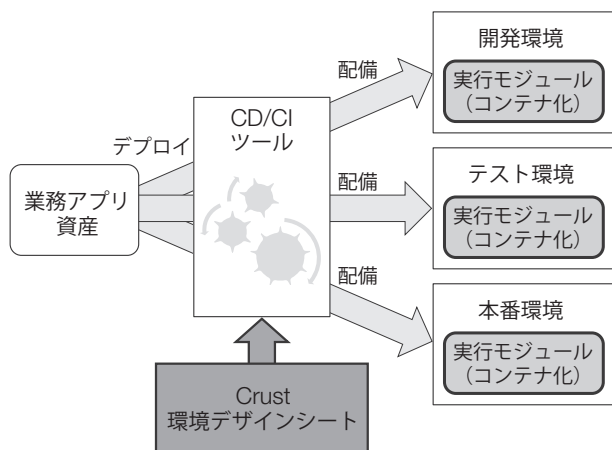 開発環境
実行モジュール
(コンテナ化)
配備
CD/CI
ツール
デプロイ
業務アプリ
資産
配備
テスト環境
実行モジュール
(コンテナ化)
配備
本番環境
実行モジュール
(コンテナ化)
Crust
環境デザインシート